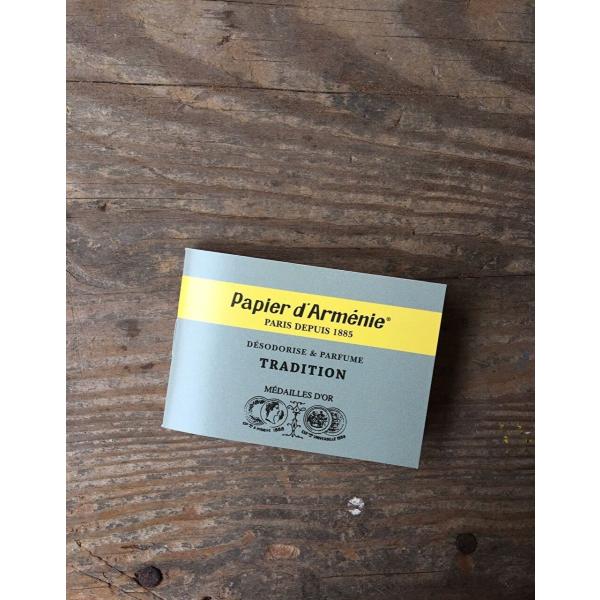 Papier d'Arménie®
PARIS DEPUIS 1885
DÉSODORISE & PARFUME
TRADITION
MÉDAILLES D'OR